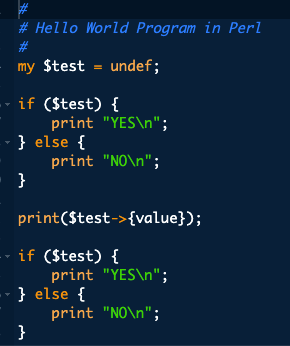 #
# Hello World Program in Perl
#
my $test = undef;
if ($test) {
    print "YES\n";
} else {
    print "NO\n";
}
print($test->{value});
if ($test) {
    print "YES\n";
} else {
    print "NO\n";
}